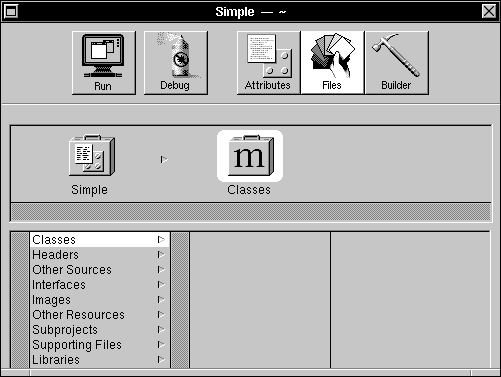 Simple — ~
Run
Debug
Attributes
Files
Builder
m
Simple
Classes
Classes
Headers
Other Sources
Interfaces
Images
Other Resources
Subprojects
Supporting Files
Libraries